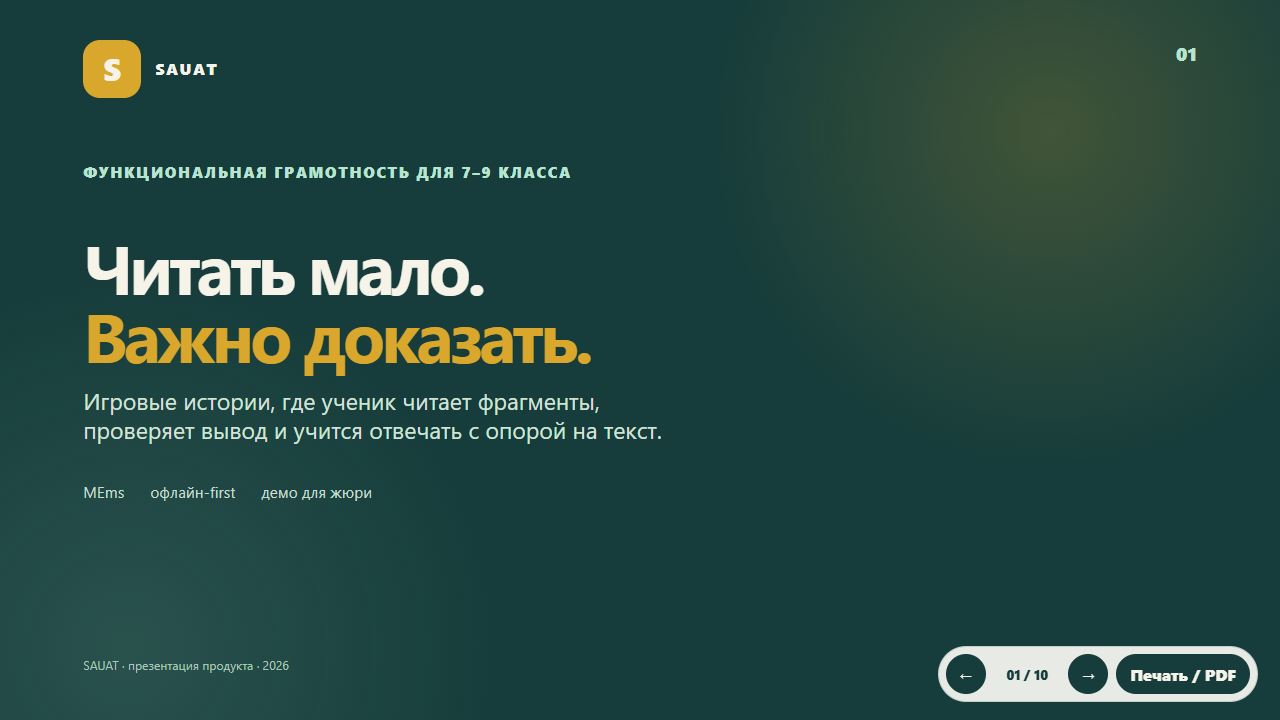 S
SAUAT
01
ФУНКЦИОНАЛЬНАЯ ГРАМОТНОСТЬ ДЛЯ 7–9 КЛАССА
Читать мало.
Важно доказать.
Игровые истории, где ученик читает фрагменты,
проверяет вывод и учится отвечать с опорой на текст.
MEms офлайн-first демо для жюри
SAUAT · презентация продукта · 2026
← 01 / 10 → Печать / PDF